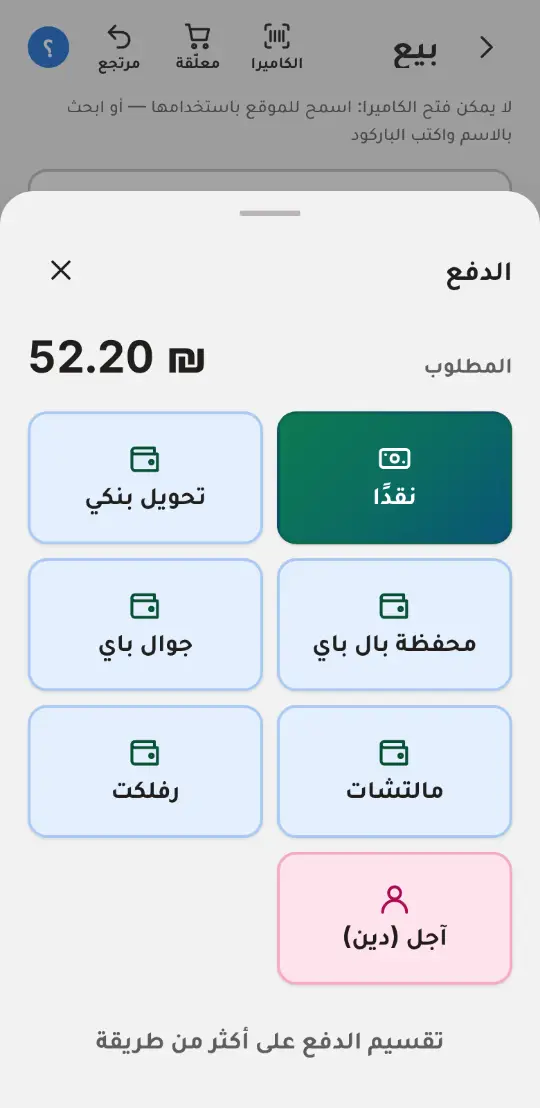 بيع
الكاميرا
معلّقة
مرتجع
؟
لا يمكن فتح الكاميرا: اسمح للموقع باستخدامها — أو ابحث
بالاسم واكتب الباركود
الدفع
المطلوب
52.20 ₪
نقدًا
تحويل بنكي
محفظة بال باي
جوال باي
مالتشات
رفلكت
آجل (دين)
تقسيم الدفع على أكثر من طريقة